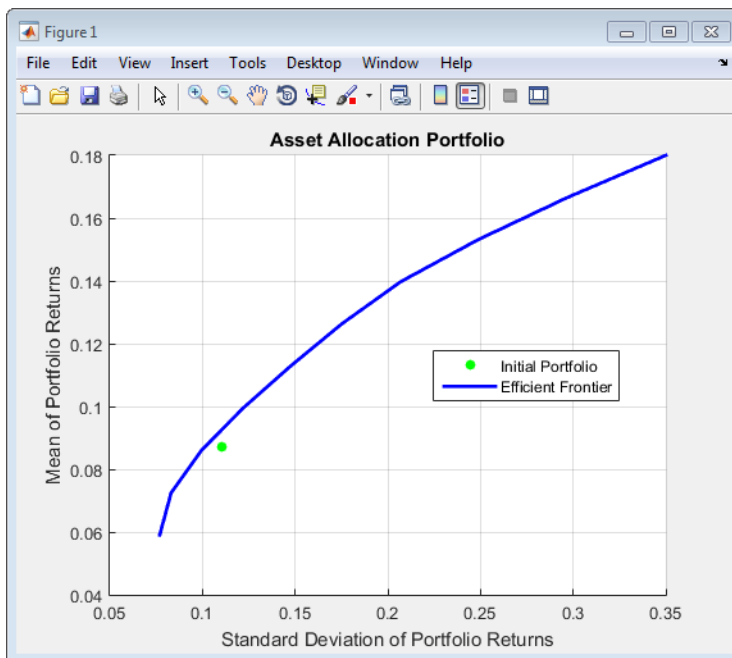 Figure 1
File Edit View Insert Tools Desktop Window Help
Asset Allocation Portfolio
0.18
0.16
0.14
0.12
0.1
0.08
0.06
0.04
Mean of Portfolio Returns
Initial Portfolio
Efficient Frontier
0.05 0.1 0.15 0.2 0.25 0.3 0.35
Standard Deviation of Portfolio Returns